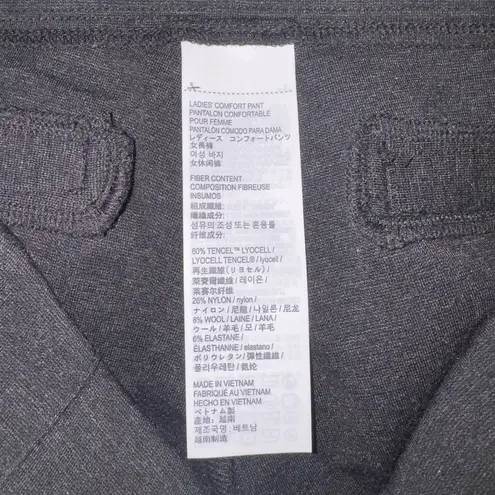 LADIES' COMFORT PANT
PANTALON CONFORTABLE
POUR FEMME
PANTALÓN CÓMODO PARA DAMA
レディース コンフォートパンツ
女長褲
여성 바지
女休闲裤
FIBER CONTENT
COMPOSITION FIBREUSE
INSUMOS
組成纖維:
纖維成分:
섬유의 조성 또는 혼용률
纤维成分:
60% TENCEL™ LYOCELL /
LYOCELL TENCEL® / lyocell /
再生繊維(リヨセル) /
萊賽爾纖維 / 레이온 /
莱赛尔纤维
26% NYLON / nylon /
ナイロン / 尼龍 / 나일론 / 尼龙
8% WOOL / LAINE / LANA /
ウール / 羊毛 / 모 / 羊毛
6% ELASTANE /
ÉLASTHANNE / elastano /
ポリウレタン / 彈性纖維 /
폴리우레탄 / 氨纶
MADE IN VIETNAM
FABRIQUÉ AU VIETNAM
HECHO EN VIETNAM
ベトナム製
產地: 越南
제조국명: 베트남
越南制造